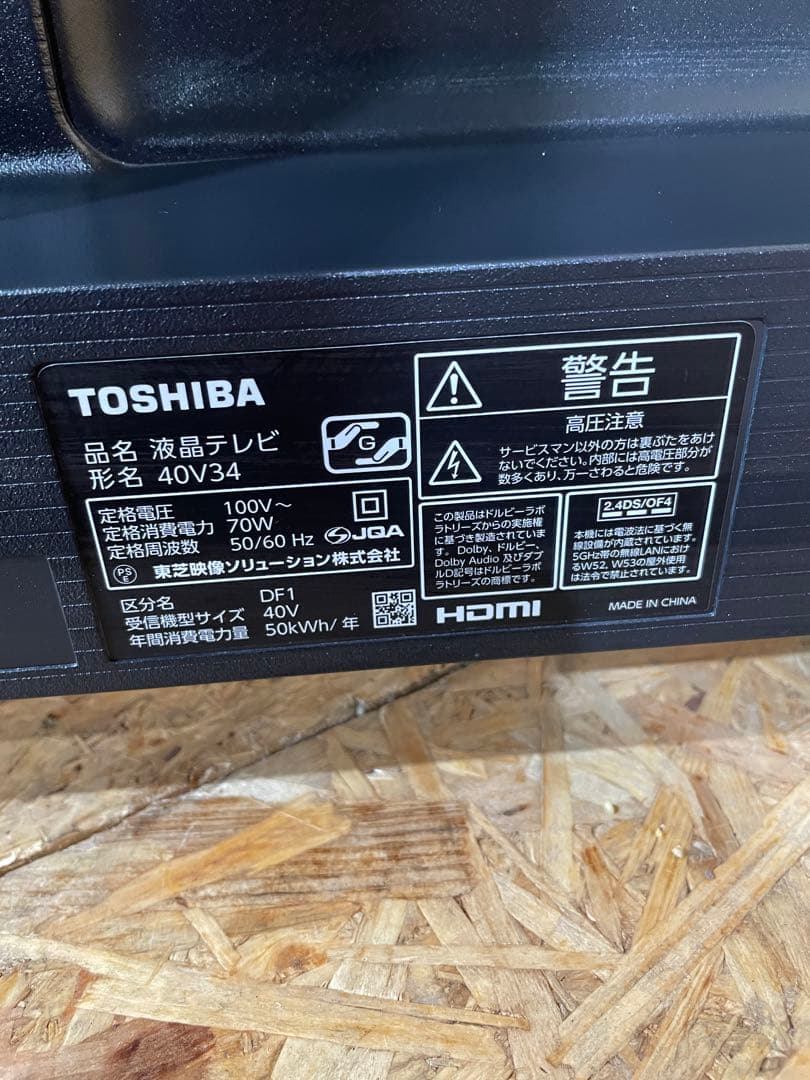 TOSHIBA
品名 液晶テレビ
形名 40V34
G
定格電圧 100V～
定格消費電力 70W
定格周波数 50/60 Hz
JQA
PS
E
東芝映像ソリューション株式会社
区分名 DF1
受信機型サイズ 40V
年間消費電力量 50kWh/年
警告
高圧注意
サービスマン以外の方は裏ぶたをあけ
ないでください。内部には高電圧部分が
数多くあり、万一さわると危険です。
この製品はドルビーラボ
ラトリーズからの実施権
に基づき製造されていま
す。Dolby、ドルビー、
Dolby Audio 及びダブ
ルD記号はドルビーラボ
ラトリーズの商標です。
2.4DS/OF4
本機には電波法に基づく無
線設備が内蔵されています。
5GHz帯の無線LANにおけ
るW52、W53の屋外使用
は法令で禁止されています。
HDMI
MADE IN CHINA